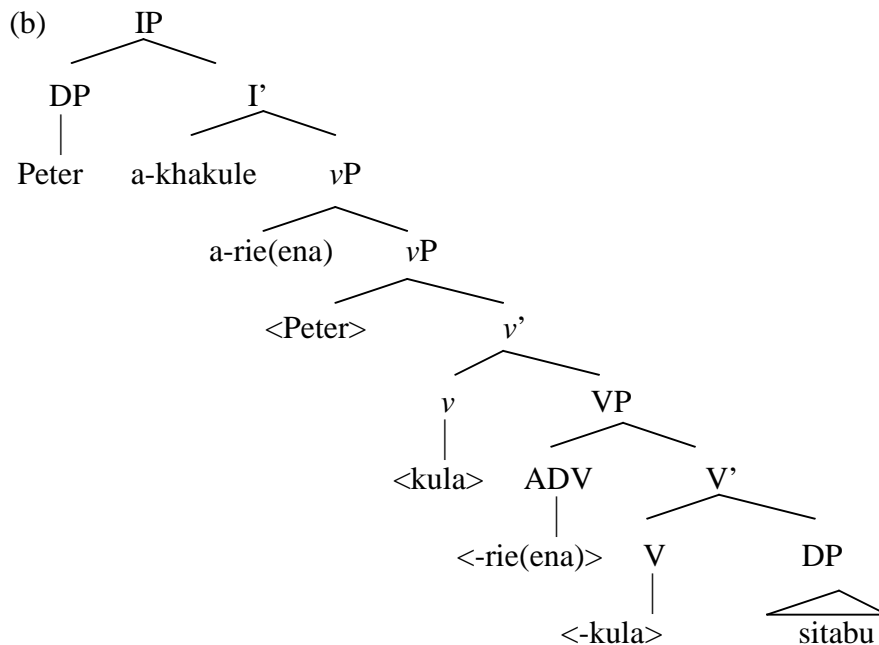 (b) IP
DP I’
Peter a-khakule vP
a-rie(ena) vP
<Peter> v’
v VP
<kula> ADV V’
<-rie(ena)> V DP
<-kula> sitabu